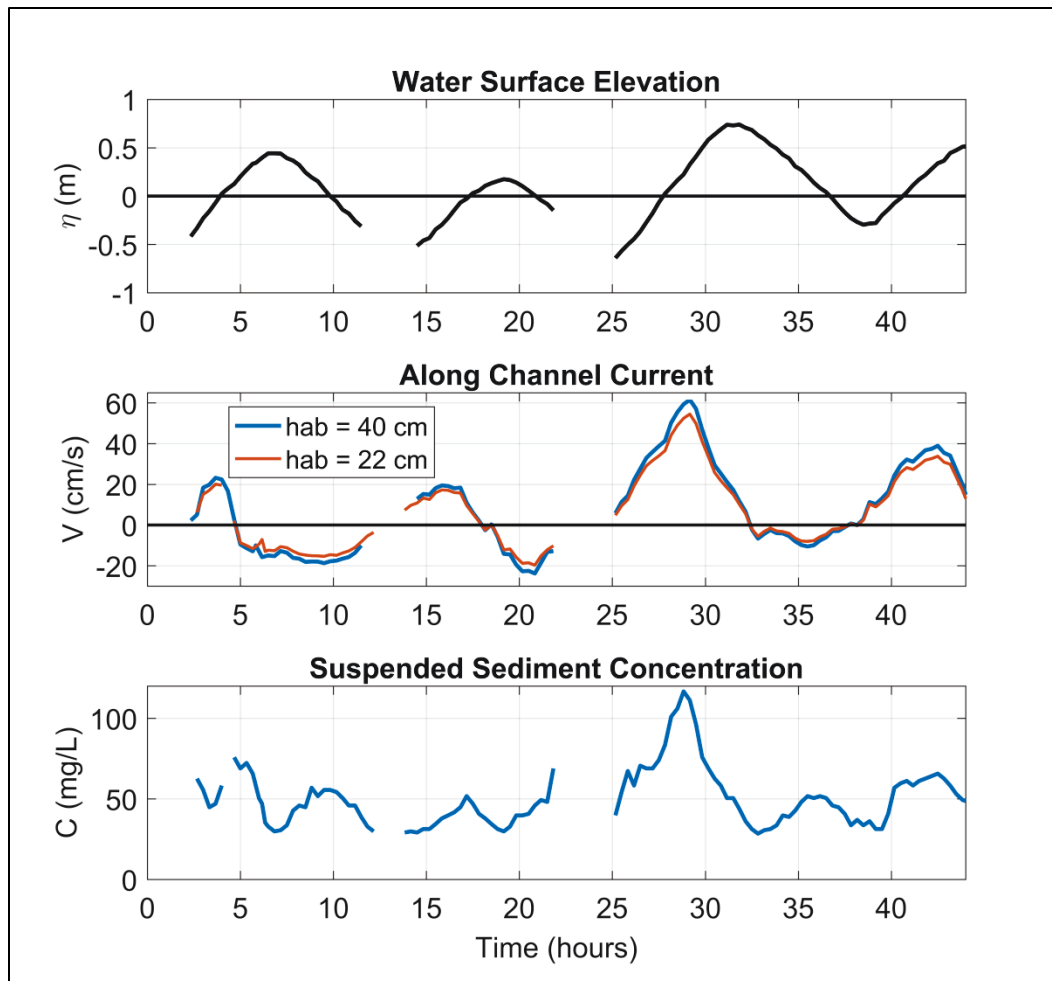 Water Surface Elevation
1
0.5
0
-0.5
-1
η (m)
0 5 10 15 20 25 30 35 40
Along Channel Current
60
40
20
0
-20
V (cm/s)
hab = 40 cm
hab = 22 cm
0 5 10 15 20 25 30 35 40
Suspended Sediment Concentration
100
50
0
C (mg/L)
0 5 10 15 20 25 30 35 40
Time (hours)